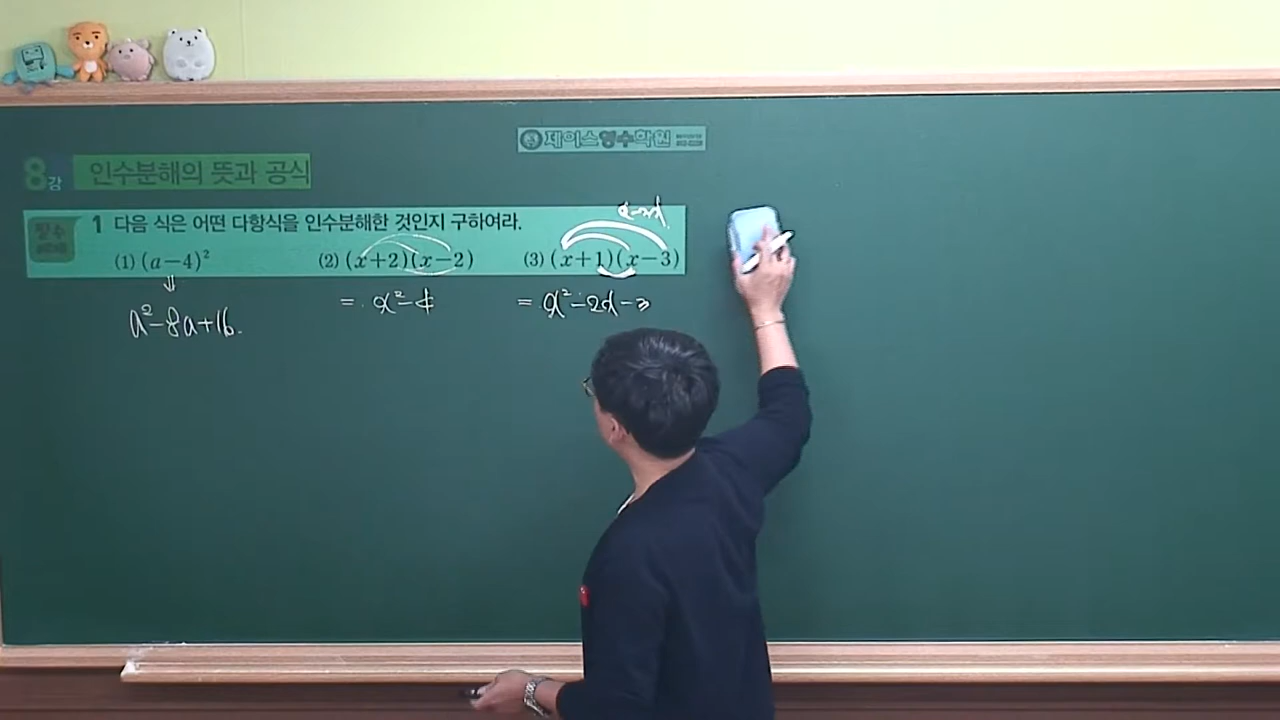 제이스영수학원
8강 인수분해의 뜻과 공식
필수
1 다음 식은 어떤 다항식을 인수분해한 것인지 구하여라.
(1) (a−4)² (2) (x+2)(x−2) (3) (x+1)(x−3)
⇓
a²−8a+16. = x²−4 = x²−2x−3